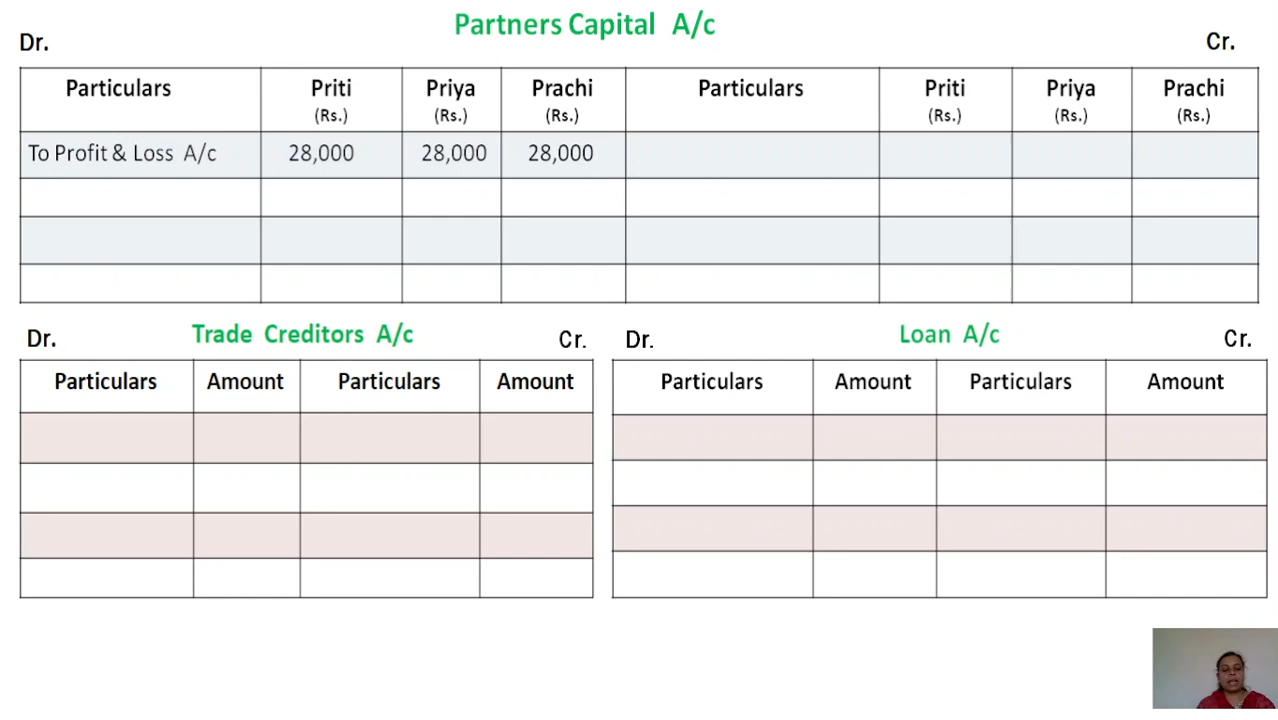 Partners Capital A/c
Dr. Cr.
Particulars Priti (Rs.) Priya (Rs.) Prachi (Rs.) Particulars Priti (Rs.) Priya (Rs.) Prachi (Rs.)
To Profit & Loss A/c 28,000 28,000 28,000
Dr. Trade Creditors A/c Cr.
Particulars Amount Particulars Amount
Dr. Loan A/c Cr.
Particulars Amount Particulars Amount